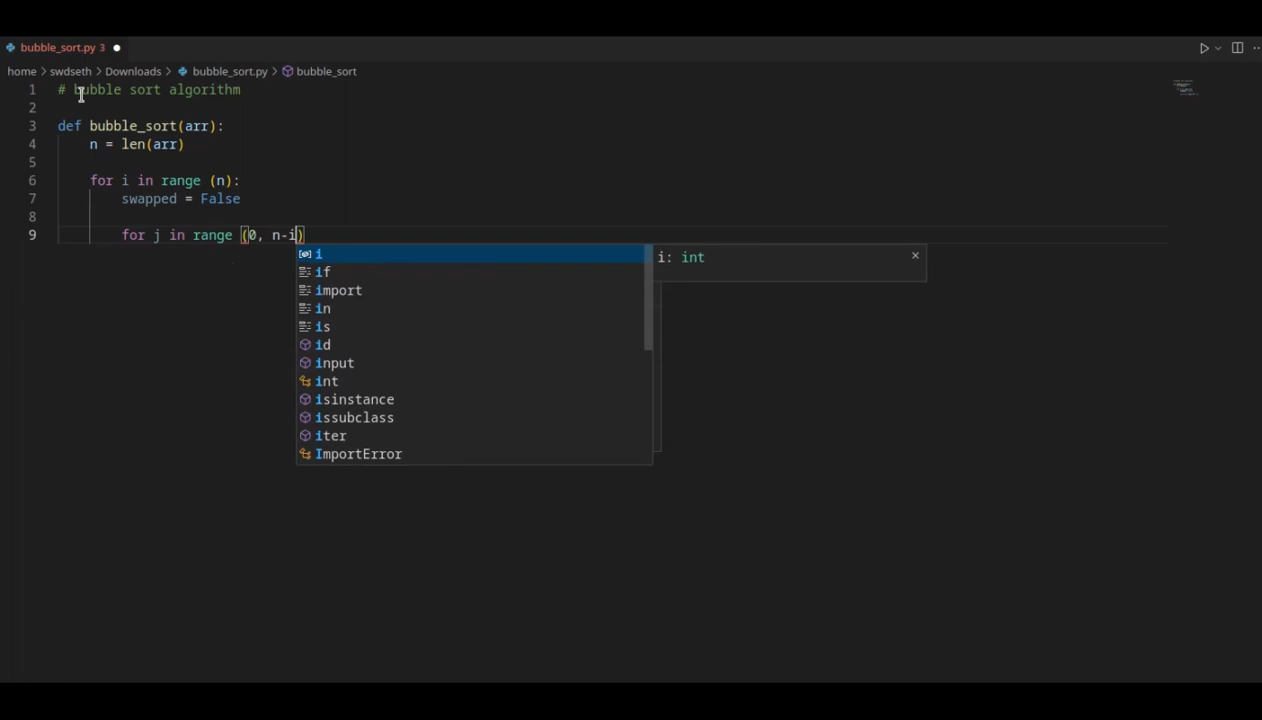 bubble_sort.py 3
home > swdseth > Downloads > bubble_sort.py > bubble_sort
1 # bubble sort algorithm
2
3 def bubble_sort(arr):
4 n = len(arr)
5
6 for i in range (n):
7 swapped = False
8
9 for j in range (0, n-i)
i
if
import
in
is
id
input
int
isinstance
issubclass
iter
ImportError
i: int